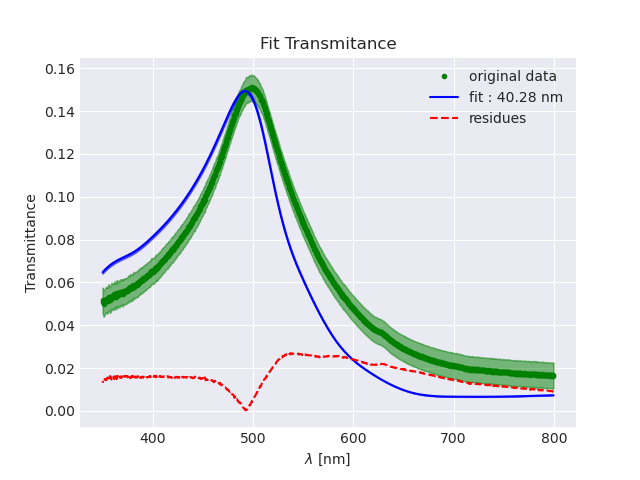 Fit Transmitance
0.16
0.14
0.12
0.10
0.08
0.06
0.04
0.02
0.00
Transmittance
original data
fit : 40.28 nm
residues
400
500
600
700
800
λ [nm]